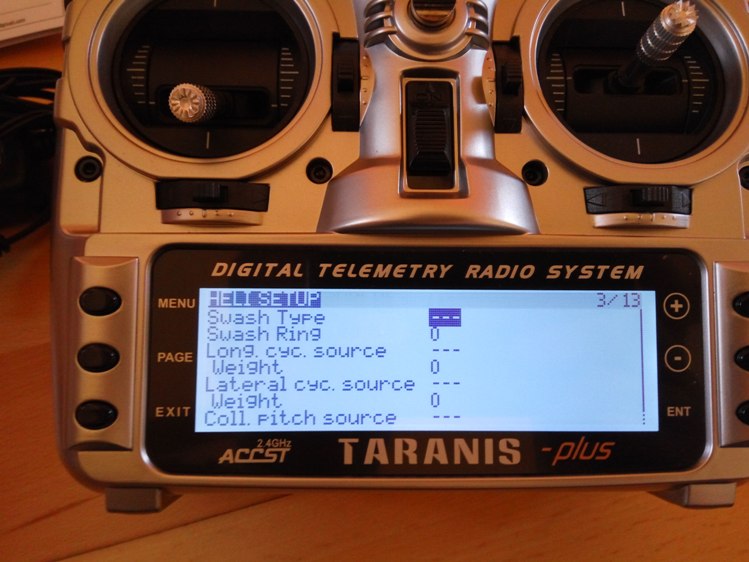 DIGITAL TELEMETRY RADIO SYSTEM
MENU
PAGE
EXIT
HELI SETUP 3/13
Swash Type ---
Swash Ring 0
Long. cyc. source ---
Weight 0
Lateral cyc. source ---
Weight 0
Coll. pitch source ---
+
-
ENT
2.4GHz
ACCST
TARANIS -plus